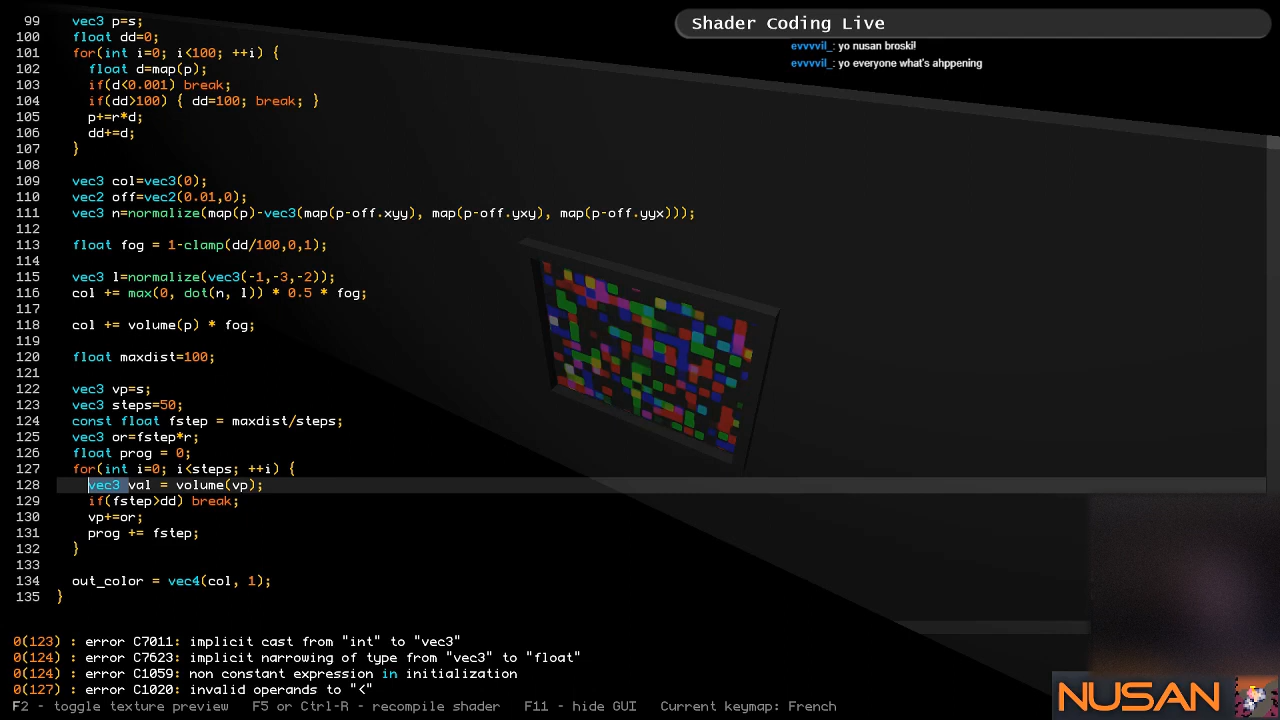 99 vec3 p=s;
100 float dd=0;
101 for(int i=0; i<100; ++i) {
102 float d=map(p);
103 if(d<0.001) break;
104 if(dd>100) { dd=100; break; }
105 p+=r*d;
106 dd+=d;
107 }
108
109 vec3 col=vec3(0);
110 vec2 off=vec2(0.01,0);
111 vec3 n=normalize(map(p)-vec3(map(p-off.xyy), map(p-off.yxy), map(p-off.yyx)));
112
113 float fog = 1-clamp(dd/100,0,1);
114
115 vec3 l=normalize(vec3(-1,-3,-2));
116 col += max(0, dot(n, l)) * 0.5 * fog;
117
118 col += volume(p) * fog;
119
120 float maxdist=100;
121
122 vec3 vp=s;
123 vec3 steps=50;
124 const float fstep = maxdist/steps;
125 vec3 or=fstep*r;
126 float prog = 0;
127 for(int i=0; i<steps; ++i) {
128 vec3 val = volume(vp);
129 if(fstep>dd) break;
130 vp+=or;
131 prog += fstep;
132 }
133
134 out_color = vec4(col, 1);
135 }
Shader Coding Live
evvvvil_: yo nusan broski!
evvvvil_: yo everyone what's ahppening
0(123) : error C7011: implicit cast from "int" to "vec3"
0(124) : error C7623: implicit narrowing of type from "vec3" to "float"
0(124) : error C1059: non constant expression in initialization
0(127) : error C1020: invalid operands to "<"
F2 - toggle texture preview F5 or Ctrl-R - recompile shader F11 - hide GUI Current keymap: French
NUSAN